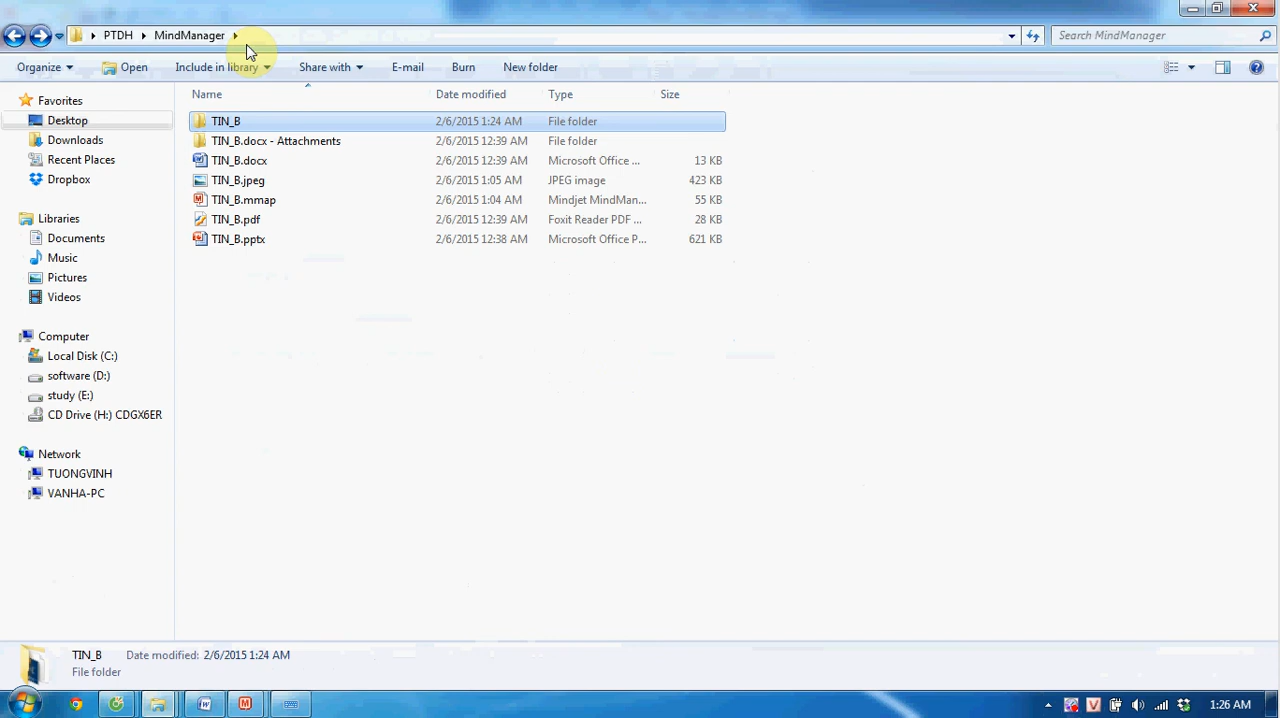 PTDH MindManager
Search MindManager
Organize Open Include in library Share with E-mail Burn New folder
Name Date modified Type Size
Favorites
Desktop
Downloads
Recent Places
Dropbox
Libraries
Documents
Music
Pictures
Videos
Computer
Local Disk (C:)
software (D:)
study (E:)
CD Drive (H:) CDGX6ER
Network
TUONGVINH
VANHA-PC
TIN_B 2/6/2015 1:24 AM File folder
TIN_B.docx - Attachments 2/6/2015 12:39 AM File folder
TIN_B.docx 2/6/2015 12:39 AM Microsoft Office ... 13 KB
TIN_B.jpeg 2/6/2015 1:05 AM JPEG image 423 KB
TIN_B.mmap 2/6/2015 1:04 AM Mindjet MindMan... 55 KB
TIN_B.pdf 2/6/2015 12:39 AM Foxit Reader PDF ... 28 KB
TIN_B.pptx 2/6/2015 12:38 AM Microsoft Office P... 621 KB
TIN_B Date modified: 2/6/2015 1:24 AM
File folder
1:26 AM